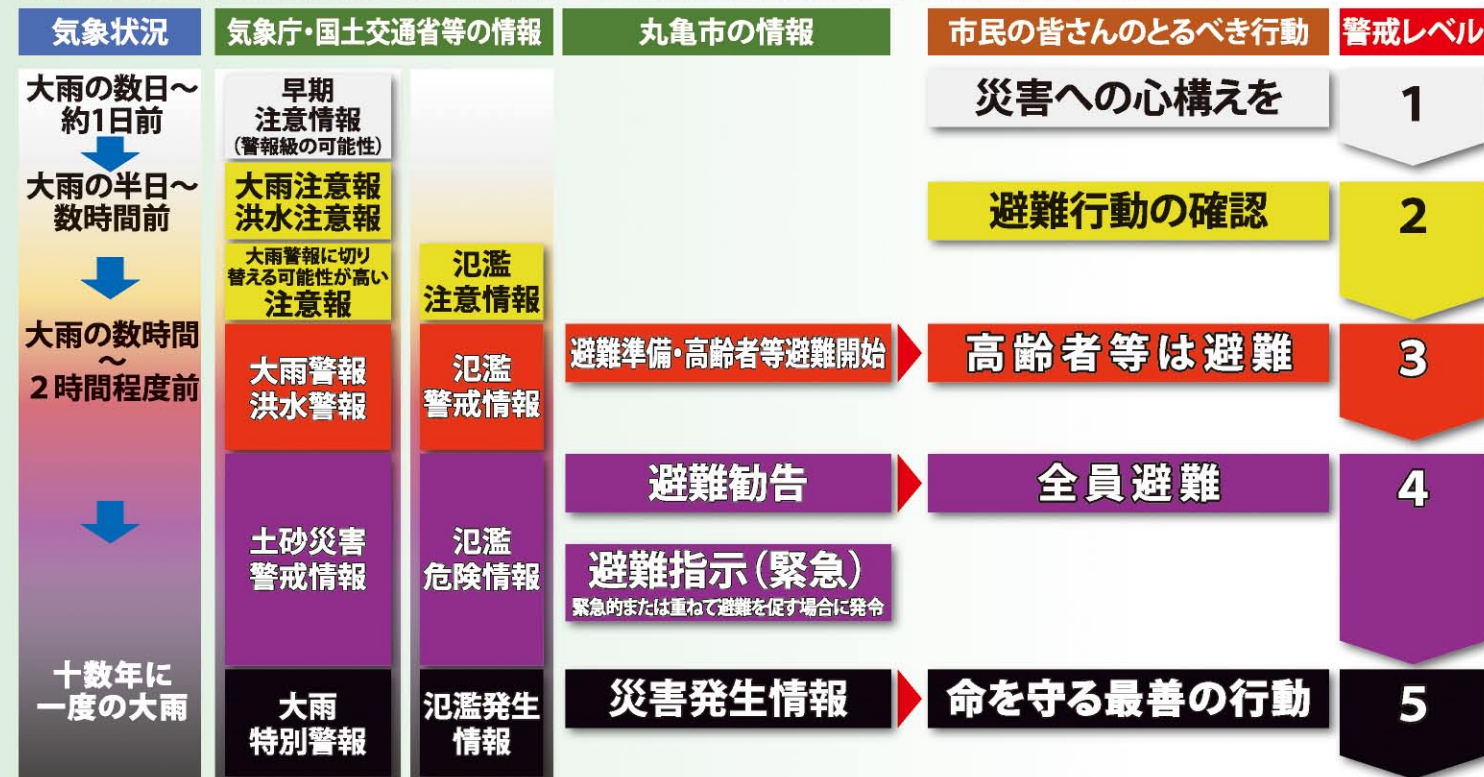 気象状況
気象庁・国土交通省等の情報
丸亀市の情報
市民の皆さんのとるべき行動
警戒レベル
大雨の数日～
約1日前
早期
注意情報
(警報級の可能性)
災害への心構えを
1
大雨の半日～
数時間前
大雨注意報
洪水注意報
避難行動の確認
2
大雨警報に切り
替える可能性が高い
注意報
氾濫
注意情報
大雨の数時間
～
2時間程度前
大雨警報
洪水警報
氾濫
警戒情報
避難準備・高齢者等避難開始
高齢者等は避難
3
土砂災害
警戒情報
氾濫
危険情報
避難勧告
全員避難
4
避難指示(緊急)
緊急的または重ねて避難を促す場合に発令
十数年に
一度の大雨
大雨
特別警報
氾濫発生
情報
災害発生情報
命を守る最善の行動
5